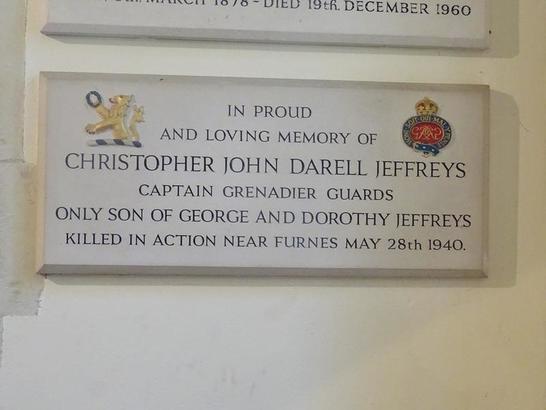 MARCH 1878 - DIED 19th. DECEMBER 1960
IN PROUD
AND LOVING MEMORY OF
CHRISTOPHER JOHN DARELL JEFFREYS
CAPTAIN GRENADIER GUARDS
ONLY SON OF GEORGE AND DOROTHY JEFFREYS
KILLED IN ACTION NEAR FURNES MAY 28th 1940.